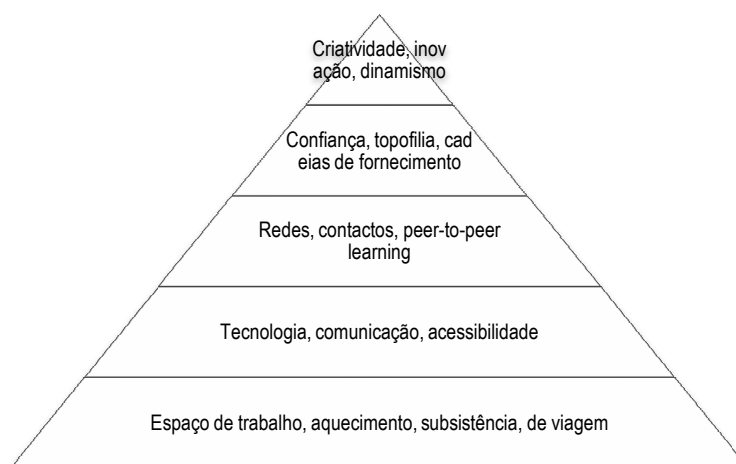 Criatividade, inov
ação, dinamismo
Confiança, topofilia, cad
eias de fornecimento
Redes, contactos, peer-to-peer
learning
Tecnologia, comunicação, acessibilidade
Espaço de trabalho, aquecimento, subsistência, de viagem